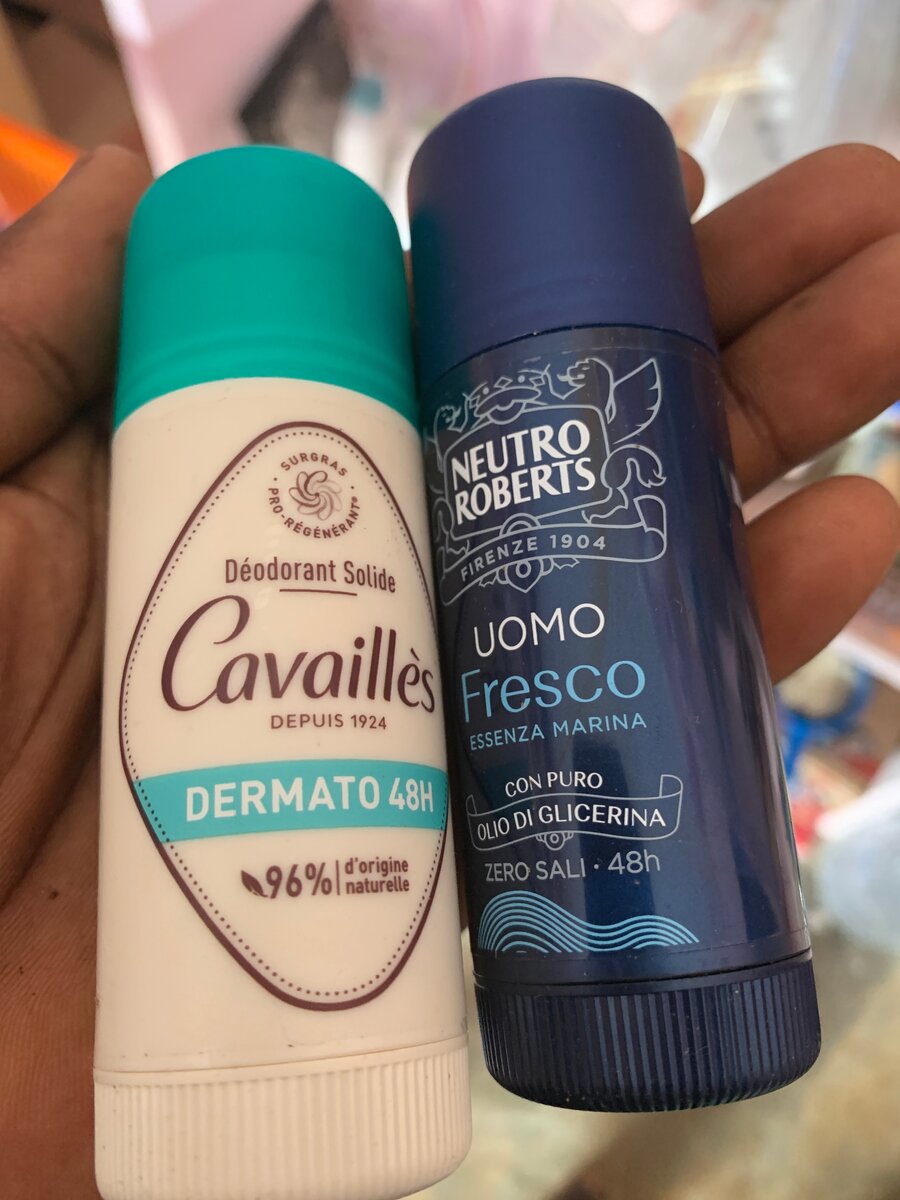 SURGRAS
PRO-RÉGÉNÉRANT®
Déodorant Solide
Cavaillès
DEPUIS 1924
DERMATO 48H
96% d'origine
naturelle
NEUTRO
ROBERTS
FIRENZE 1904
UOMO
Fresco
ESSENZA MARINA
CON PURO
OLIO DI GLICERINA
ZERO SALI · 48h